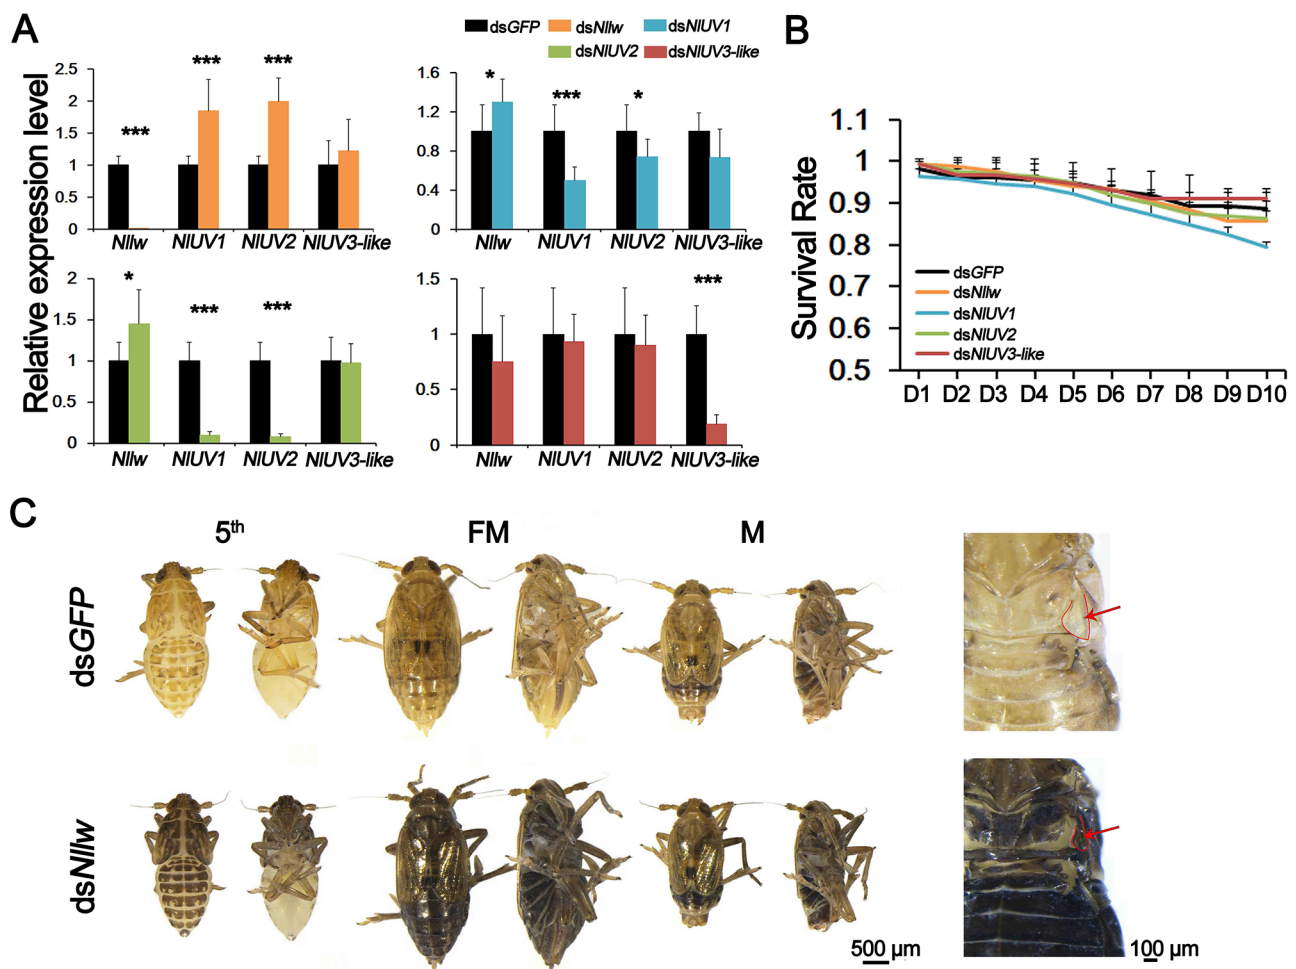 A
dsGFP dsNllw dsNlUV1
dsNlUV2 dsNlUV3-like
Relative expression level
2.5
2
1.5
1
0.5
0
*** *** ***
Nllw NlUV1 NlUV2 NlUV3-like
1.6
1.2
0.8
0.4
0
* *** *
Nllw NlUV1 NlUV2 NlUV3-like
2
1.5
1
0.5
0
* *** ***
Nllw NlUV1 NlUV2 NlUV3-like
1.5
1
0.5
0
***
Nllw NlUV1 NlUV2 NlUV3-like
B
Survival Rate
1.1
1
0.9
0.8
0.7
0.6
0.5
dsGFP
dsNllw
dsNlUV1
dsNlUV2
dsNlUV3-like
D1 D2 D3 D4 D5 D6 D7 D8 D9 D10
C
5th FM M
dsGFP
dsNllw
500 μm
100 μm